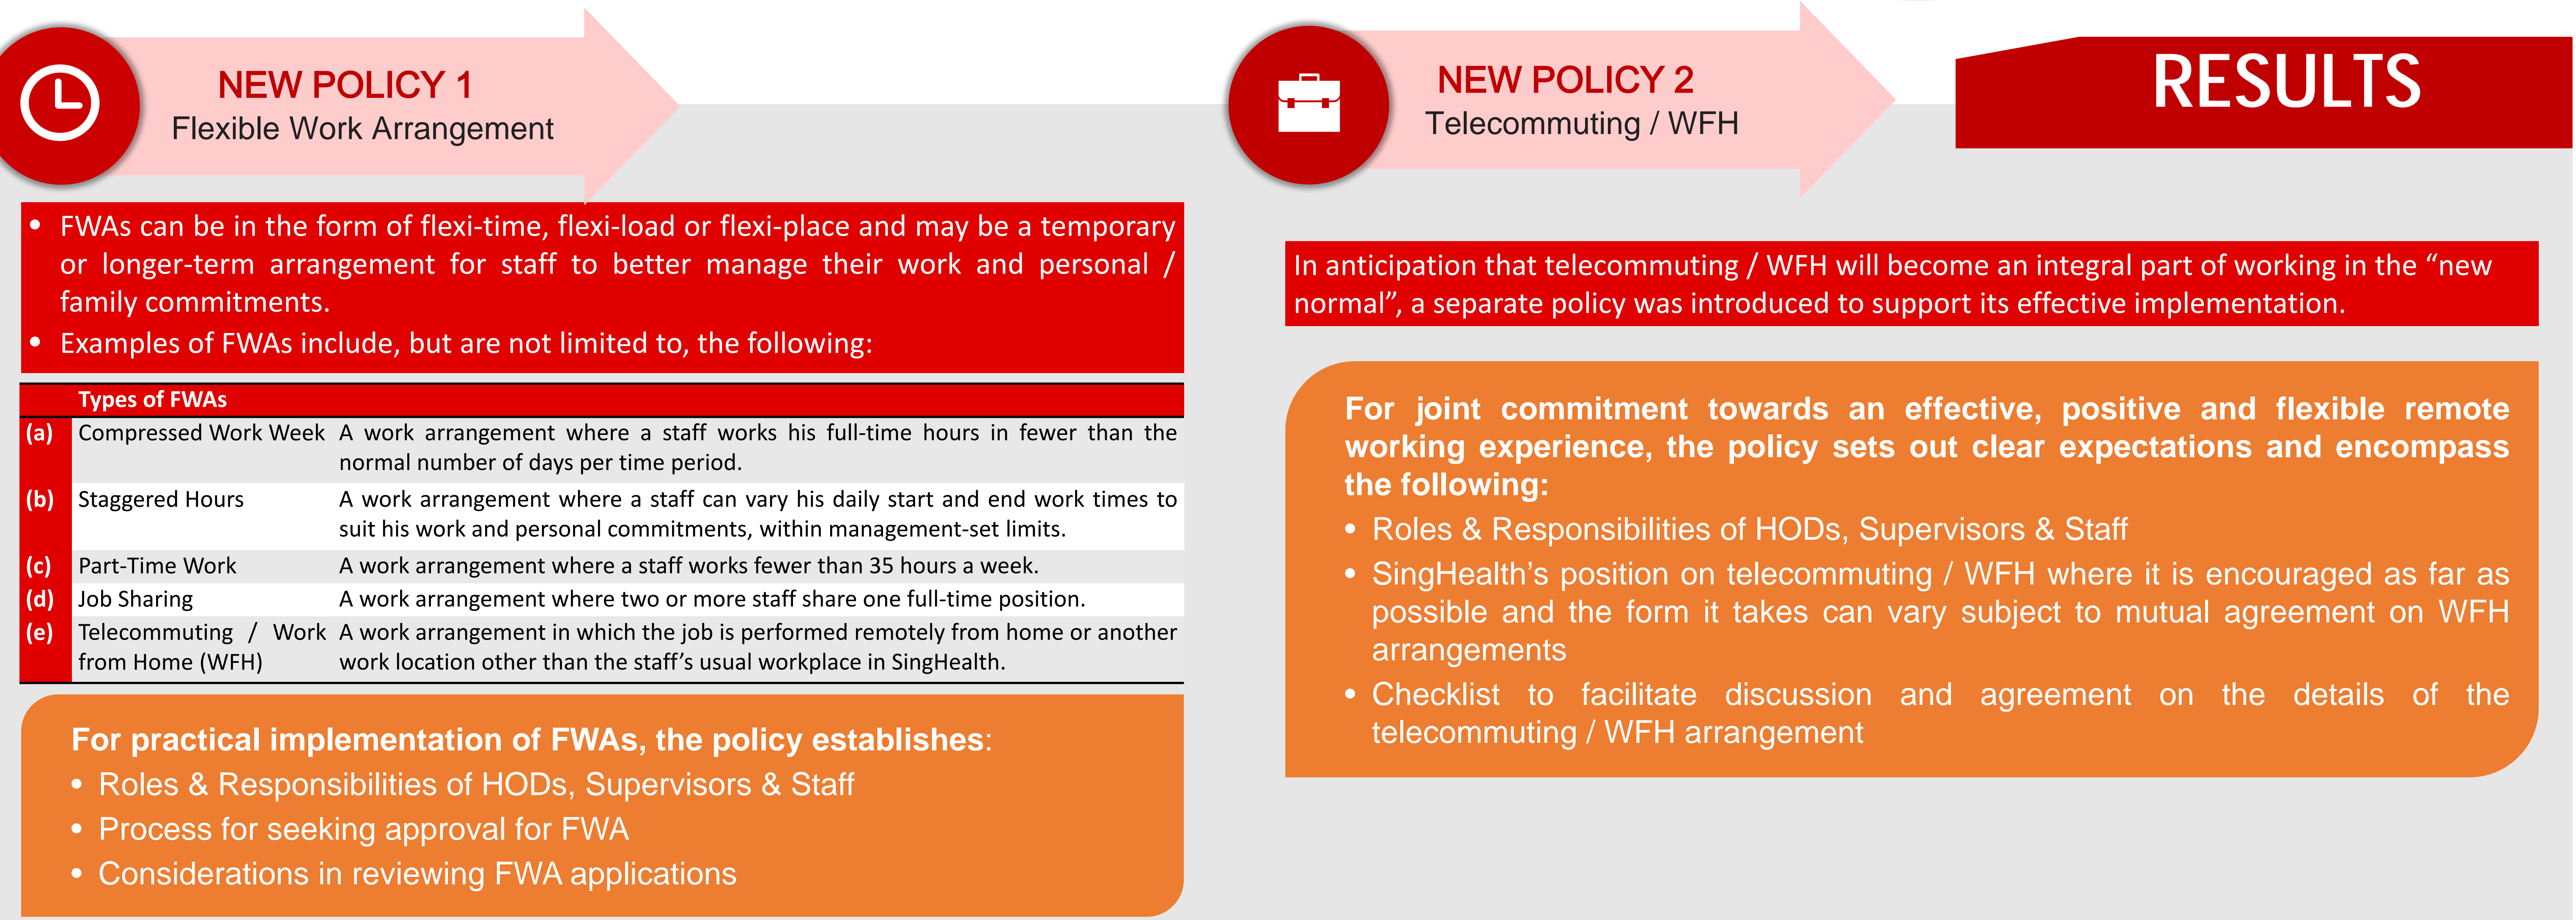 NEW POLICY 1
Flexible Work Arrangement
• FWAs can be in the form of flexi-time, flexi-load or flexi-place and may be a temporary
or longer-term arrangement for staff to better manage their work and personal /
family commitments.
• Examples of FWAs include, but are not limited to, the following:
Types of FWAs
(a) Compressed Work Week A work arrangement where a staff works his full-time hours in fewer than the
normal number of days per time period.
(b) Staggered Hours A work arrangement where a staff can vary his daily start and end work times to
suit his work and personal commitments, within management-set limits.
(c) Part-Time Work A work arrangement where a staff works fewer than 35 hours a week.
(d) Job Sharing A work arrangement where two or more staff share one full-time position.
(e) Telecommuting / Work A work arrangement in which the job is performed remotely from home or another
from Home (WFH) work location other than the staff's usual workplace in SingHealth.
For practical implementation of FWAs, the policy establishes:
• Roles & Responsibilities of HODs, Supervisors & Staff
• Process for seeking approval for FWA
• Considerations in reviewing FWA applications
NEW POLICY 2
Telecommuting / WFH
RESULTS
In anticipation that telecommuting / WFH will become an integral part of working in the “new
normal”, a separate policy was introduced to support its effective implementation.
For joint commitment towards an effective, positive and flexible remote
working experience, the policy sets out clear expectations and encompass
the following:
• Roles & Responsibilities of HODs, Supervisors & Staff
• SingHealth’s position on telecommuting / WFH where it is encouraged as far as
possible and the form it takes can vary subject to mutual agreement on WFH
arrangements
• Checklist to facilitate discussion and agreement on the details of the
telecommuting / WFH arrangement